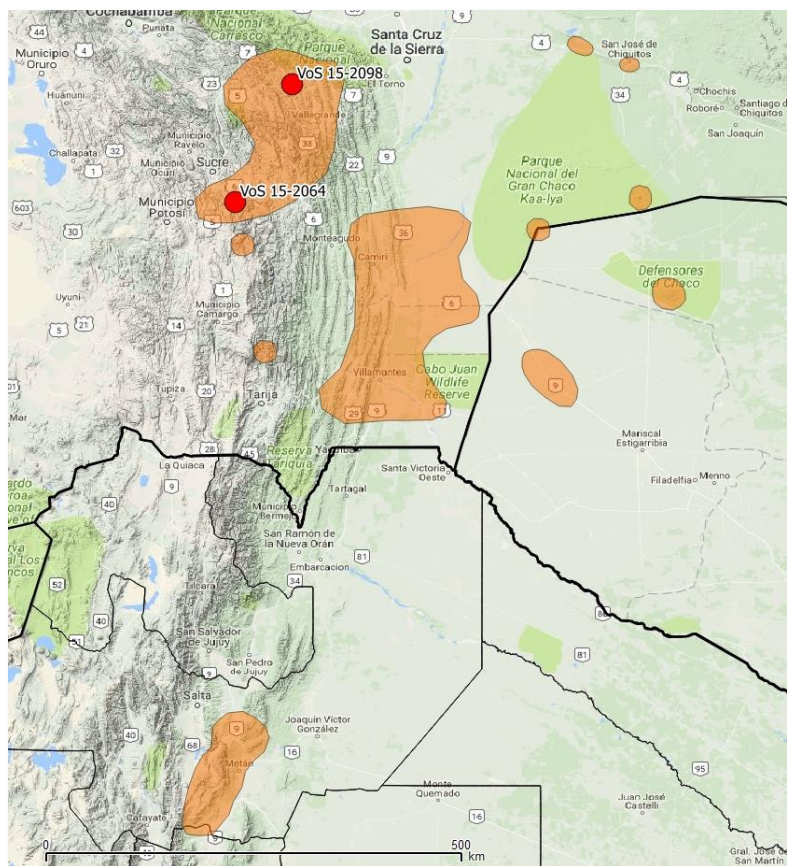 Cochabamba
Punata
Parque
Nacional
Carrasco
Santa Cruz
de la Sierra
San José de
Chiquitos
Municipio
Oruro
Huanuni
Parque
Nacional
El Torno
VoS 15-2098
Vallegrande
Chochis
Roboré
Santiago de
Chiquitos
San Joaquín
Challapata
Municipio
Ravelo
Municipio
Ocuri
Sucre
Municipio
Potosí
VoS 15-2064
Parque
Nacional del
Gran Chaco
Kaa-Iya
Monteagudo
Camiri
Defensores
del Chaco
Uyuni
Municipio
Camargo
Villamontes
Cabo Juan
Wildlife
Reserve
Tupiza
Tarija
Mariscal
Estigarribia
Filadelfia
Menno
La Quiaca
Reserva
Tariquia
Yacuiba
Santa Victoria
Oeste
Tartagal
Municipio
Bermejo
San Ramón de
la Nueva Orán
Embarcacion
Tilcara
San Salvador
de Jujuy
San Pedro
de Jujuy
Salta
Joaquín Víctor
González
Metán
Cafayate
Monte
Quemado
Juan José
Castelli
Gral. José de
San Martín
0
500
km